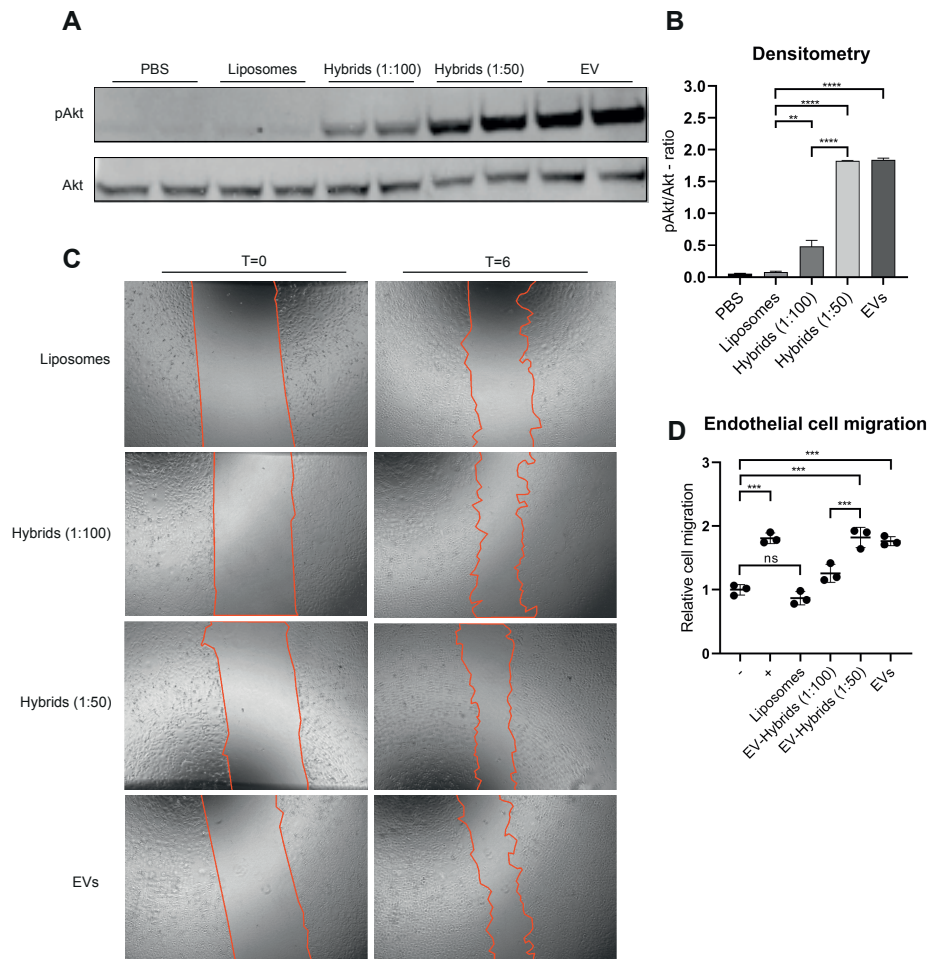 A
PBS
Liposomes
Hybrids (1:100)
Hybrids (1:50)
EV
pAkt
Akt
B
Densitometry
****
****
**
****
pAkt/Akt - ratio
3.0
2.5
2.0
1.5
1.0
0.5
0.0
PBS
Liposomes
Hybrids (1:100)
Hybrids (1:50)
EVs
C
T=0
T=6
Liposomes
Hybrids (1:100)
Hybrids (1:50)
EVs
D
Endothelial cell migration
***
***
***
***
ns
Relative cell migration
3
2
1
0
-
+
Liposomes
EV-Hybrids (1:100)
EV-Hybrids (1:50)
EVs